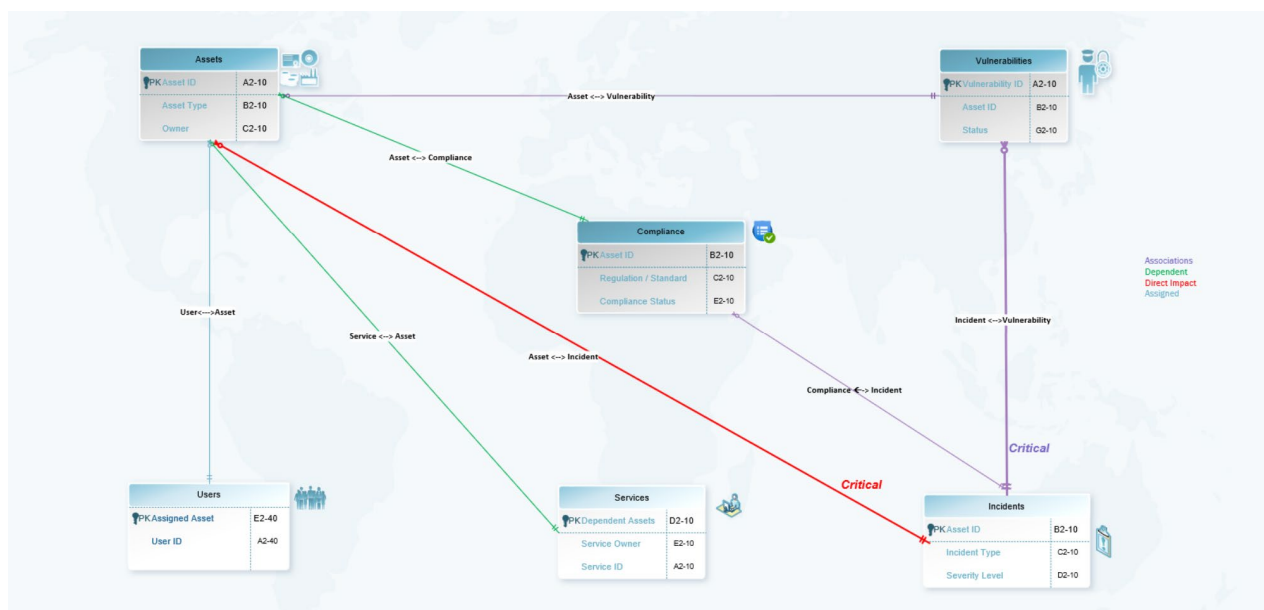 Assets
PK Asset ID A2-10
Asset Type B2-10
Owner C2-10
Vulnerabilities
PK Vulnerability ID A2-10
Asset ID B2-10
Status G2-10
Asset <--> Vulnerability
Asset <--> Compliance
Compliance
PK Asset ID B2-10
Regulation / Standard C2-10
Compliance Status E2-10
Associations
Dependent
Direct Impact
Assigned
User<--->Asset
Service <--> Asset
Asset <--> Incident
Incident <-->Vulnerability
Compliance <--> Incident
Critical
Critical
Users
PK Assigned Asset E2-40
User ID A2-40
Services
PK Dependent Assets D2-10
Service Owner E2-10
Service ID A2-10
Incidents
PK Asset ID B2-10
Incident Type C2-10
Severity Level D2-10